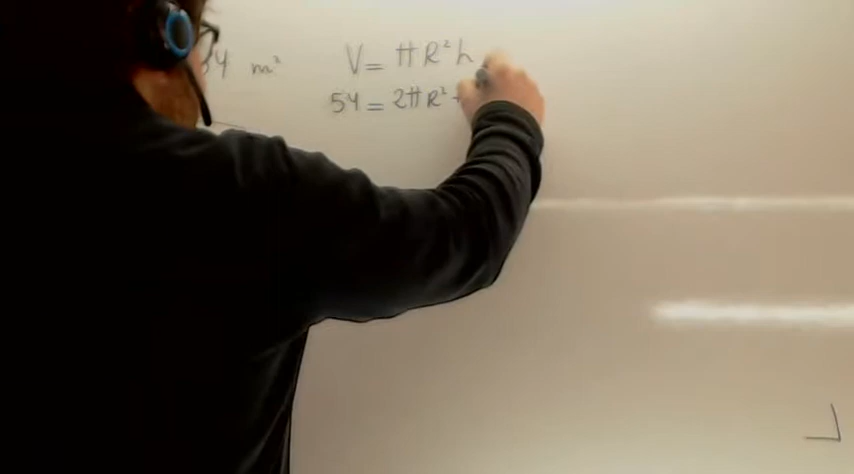 54 m² V = πR²h
54 = 2πR² +